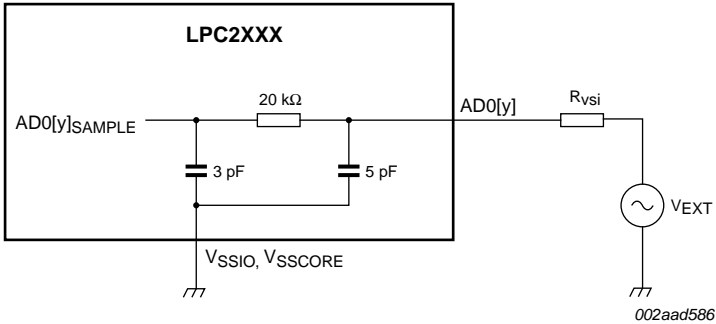 LPC2XXX
20 kΩ
AD0[y]
Rvsi
AD0[y]SAMPLE
3 pF
5 pF
VEXT
VSSIO, VSSCORE
002aad586